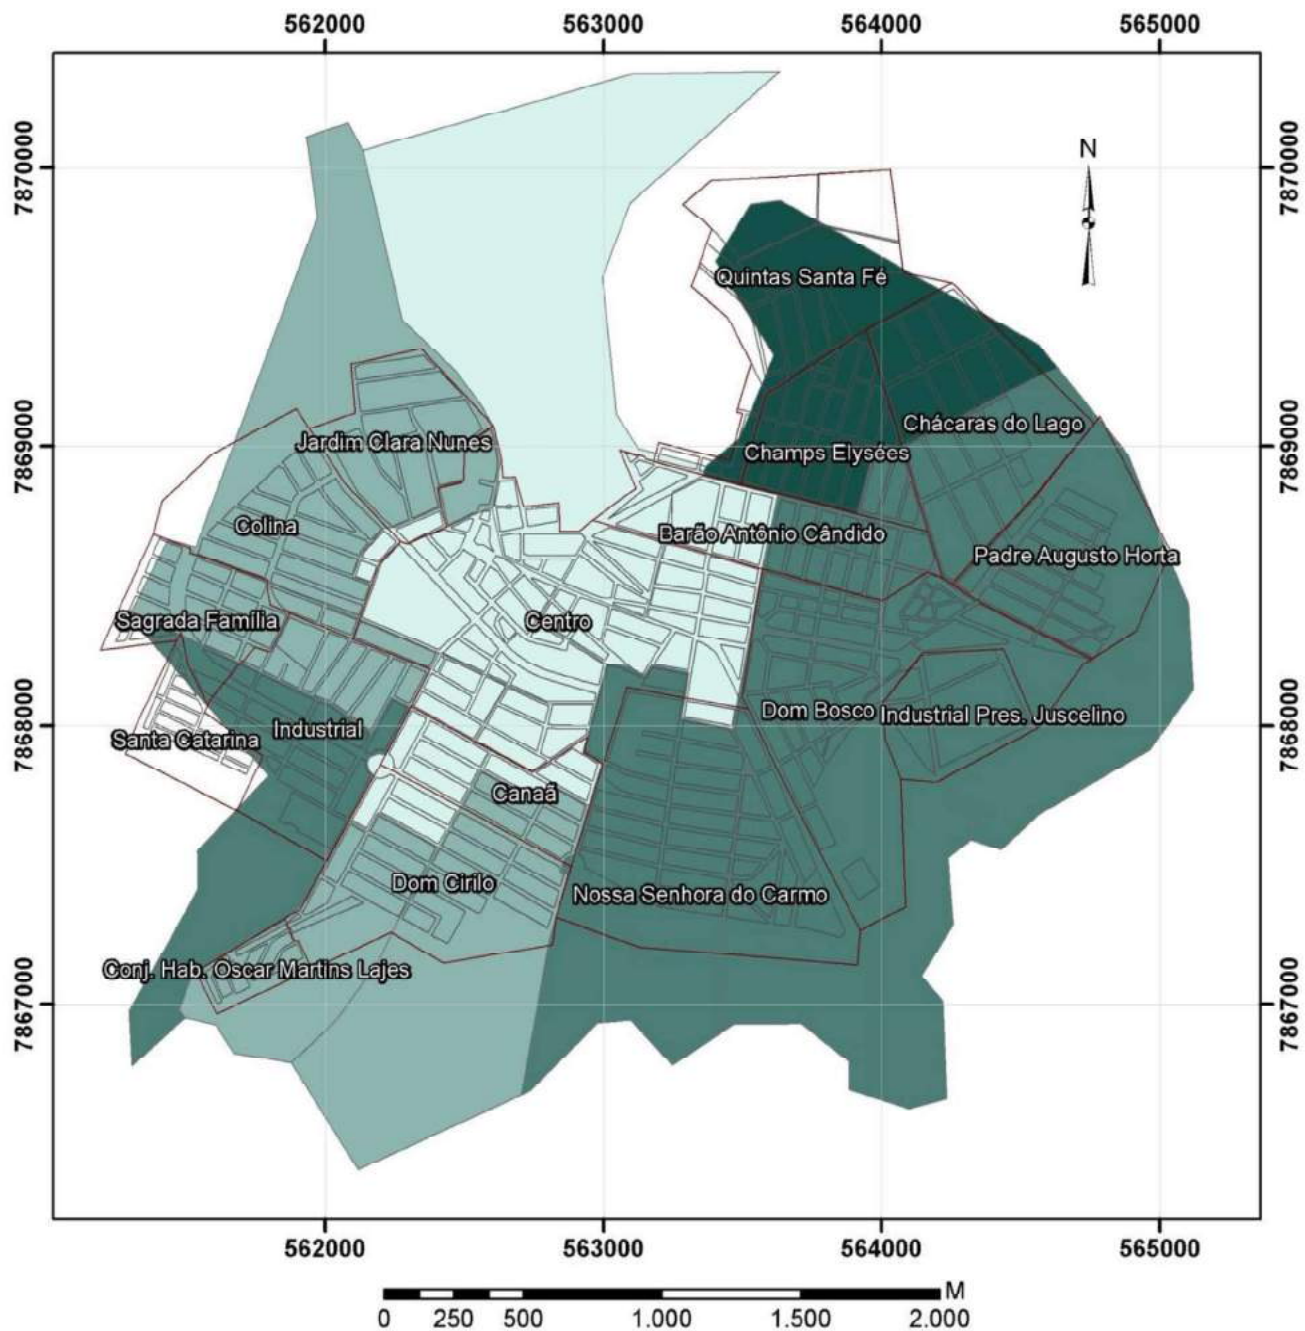 562000 563000 564000 565000
7870000 7870000
N
Quintas Santa Fé
Chácaras do Lago
Jardim Clara Nunes
7869000 7869000
Champs Elysées
Colina
Barão Antônio Cândido
Padre Augusto Horta
Sagrada Família
Centro
Dom Bosco
Industrial Pres. Juscelino
7868000 7868000
Industrial
Santa Catarina
Canaã
Dom Cirilo
Nossa Senhora do Carmo
Conj. Hab. Oscar Martins Lajes
7867000 7867000
562000 563000 564000 565000
M
0 250 500 1.000 1.500 2.000